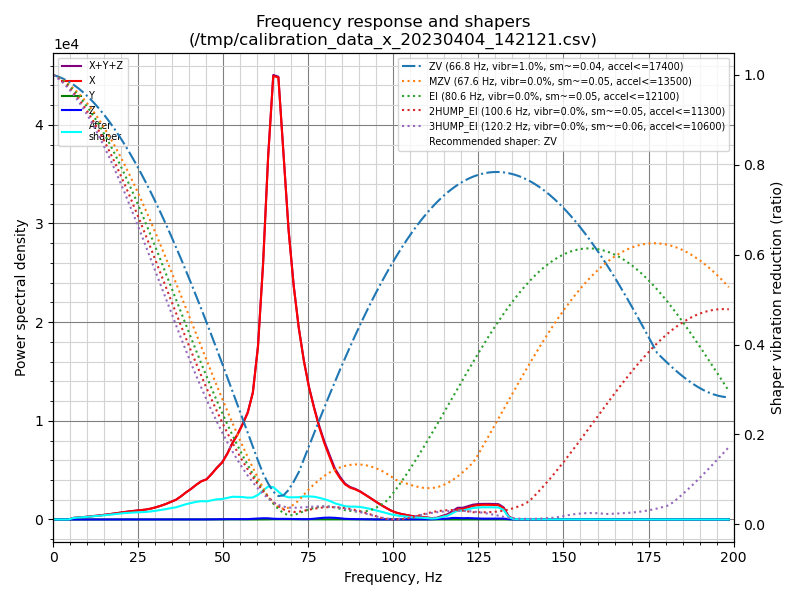 Frequency response and shapers
(/tmp/calibration_data_x_20230404_142121.csv)
1e4
X+Y+Z
X
Y
Z
After
shaper
ZV (66.8 Hz, vibr=1.0%, sm~=0.04, accel<=17400)
MZV (67.6 Hz, vibr=0.0%, sm~=0.05, accel<=13500)
EI (80.6 Hz, vibr=0.0%, sm~=0.05, accel<=12100)
2HUMP_EI (100.6 Hz, vibr=0.0%, sm~=0.05, accel<=11300)
3HUMP_EI (120.2 Hz, vibr=0.0%, sm~=0.06, accel<=10600)
Recommended shaper: ZV
Power spectral density
4
3
2
1
0
1.0
0.8
0.6
0.4
0.2
0.0
Shaper vibration reduction (ratio)
0 25 50 75 100 125 150 175 200
Frequency, Hz